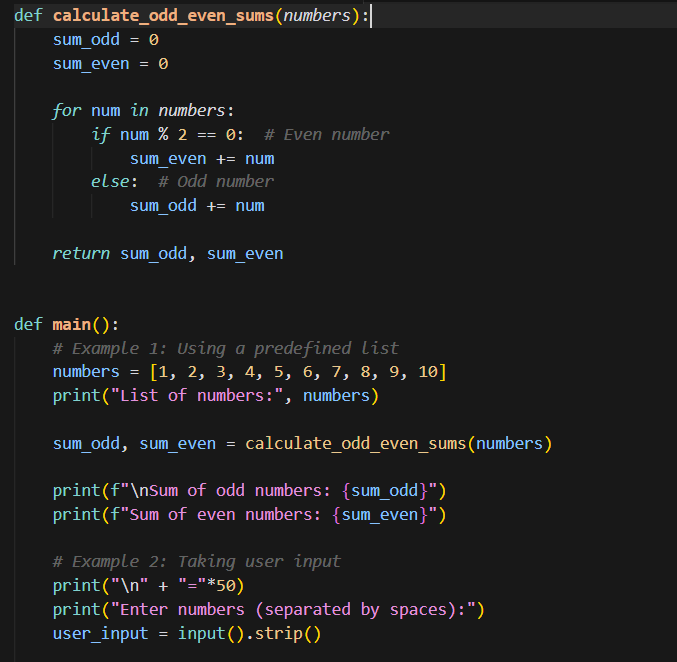 def calculate_odd_even_sums(numbers):
    sum_odd = 0
    sum_even = 0

    for num in numbers:
        if num % 2 == 0:  # Even number
            sum_even += num
        else:  # Odd number
            sum_odd += num

    return sum_odd, sum_even


def main():
    # Example 1: Using a predefined list
    numbers = [1, 2, 3, 4, 5, 6, 7, 8, 9, 10]
    print("List of numbers:", numbers)

    sum_odd, sum_even = calculate_odd_even_sums(numbers)

    print(f"\nSum of odd numbers: {sum_odd}")
    print(f"Sum of even numbers: {sum_even}")

    # Example 2: Taking user input
    print("\n" + "="*50)
    print("Enter numbers (separated by spaces):")
    user_input = input().strip()